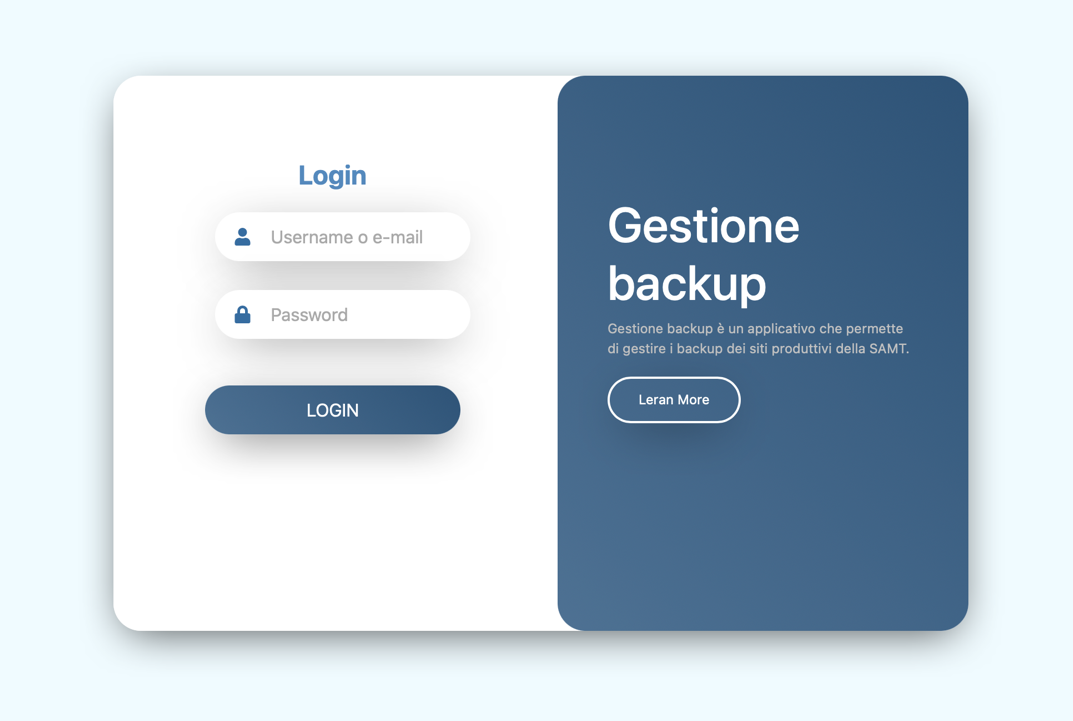 Login
Username o e-mail
Password
LOGIN
Gestione
backup
Gestione backup è un applicativo che permette
di gestire i backup dei siti produttivi della SAMT.
Leran More